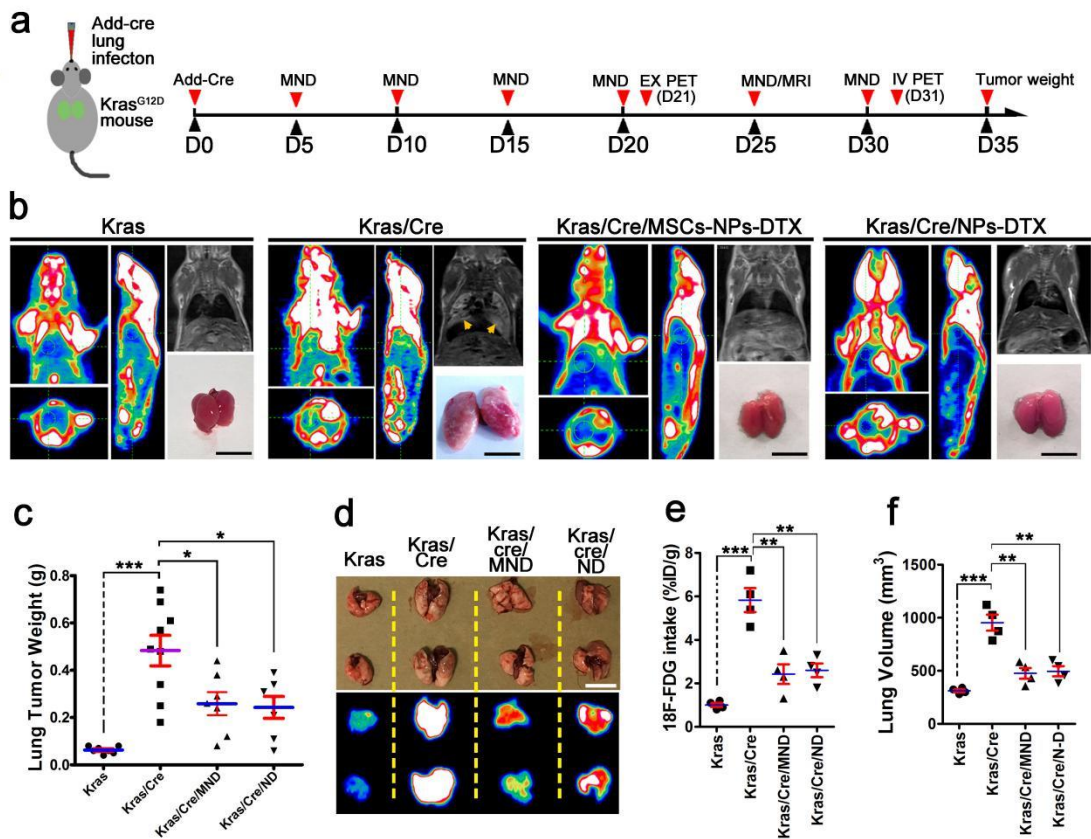 a
Add-cre
lung
infecton
Kras^G12D
mouse
Add-Cre MND MND MND MND EX PET MND/MRI MND IV PET Tumor weight
(D21) (D31)
D0 D5 D10 D15 D20 D25 D30 D35
b
Kras Kras/Cre Kras/Cre/MSCs-NPs-DTX Kras/Cre/NPs-DTX
c
Lung Tumor Weight (g)
0.8
0.6
0.4
0.2
0.0
*** * *
Kras Kras/Cre Kras/Cre/MND Kras/Cre/ND
d
Kras Kras/ Kras/ Kras/
Cre cre/ cre/
MND ND
e
18F-FDG intake (%ID/g)
8
6
4
2
0
*** ** **
Kras Kras/Cre Kras/Cre/MND Kras/Cre/ND
f
Lung Volume (mm³)
1500
1000
500
0
*** ** **
Kras Kras/Cre Kras/Cre/MND Kras/Cre/N-D